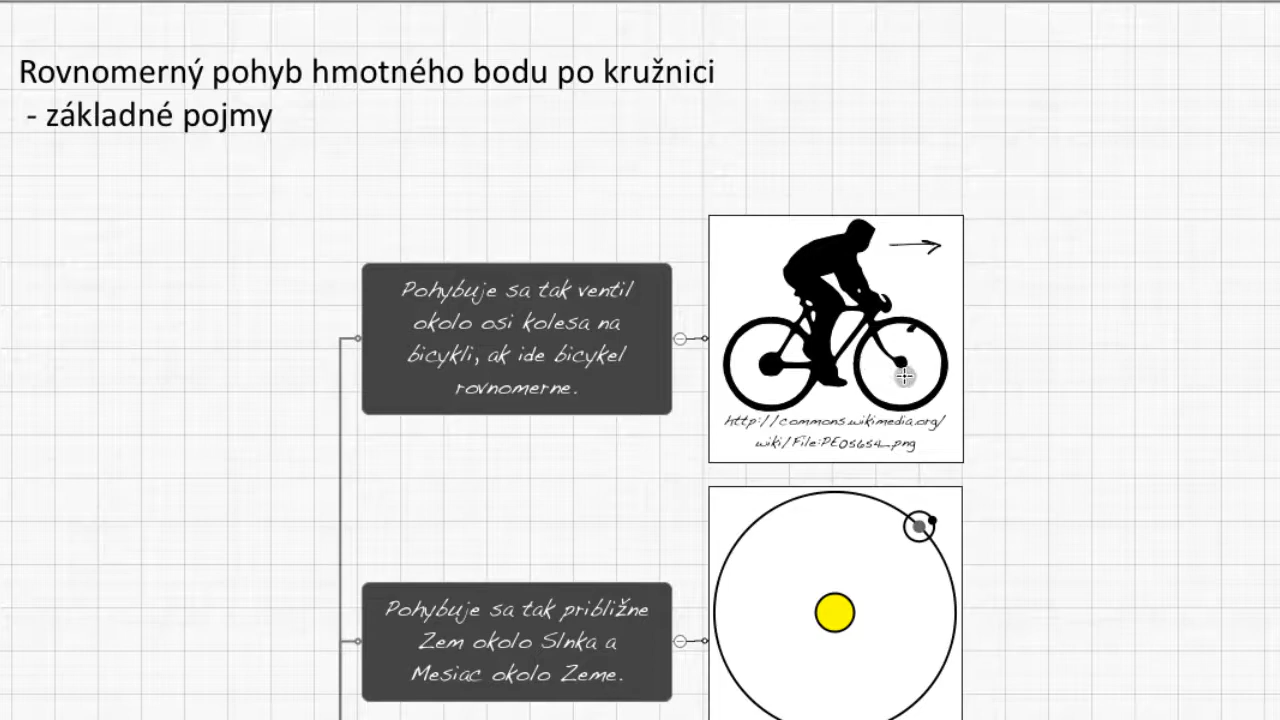 Rovnomerný pohyb hmotného bodu po kružnici
- základné pojmy
Pohybuje sa tak ventil
okolo osi kolesa na
bicykli, ak ide bicykel
rovnomerne.
http://commons.wikimedia.org/
wiki/File:PEO5654_.png
Pohybuje sa tak približne
Zem okolo Slnka a
Mesiac okolo Zeme.